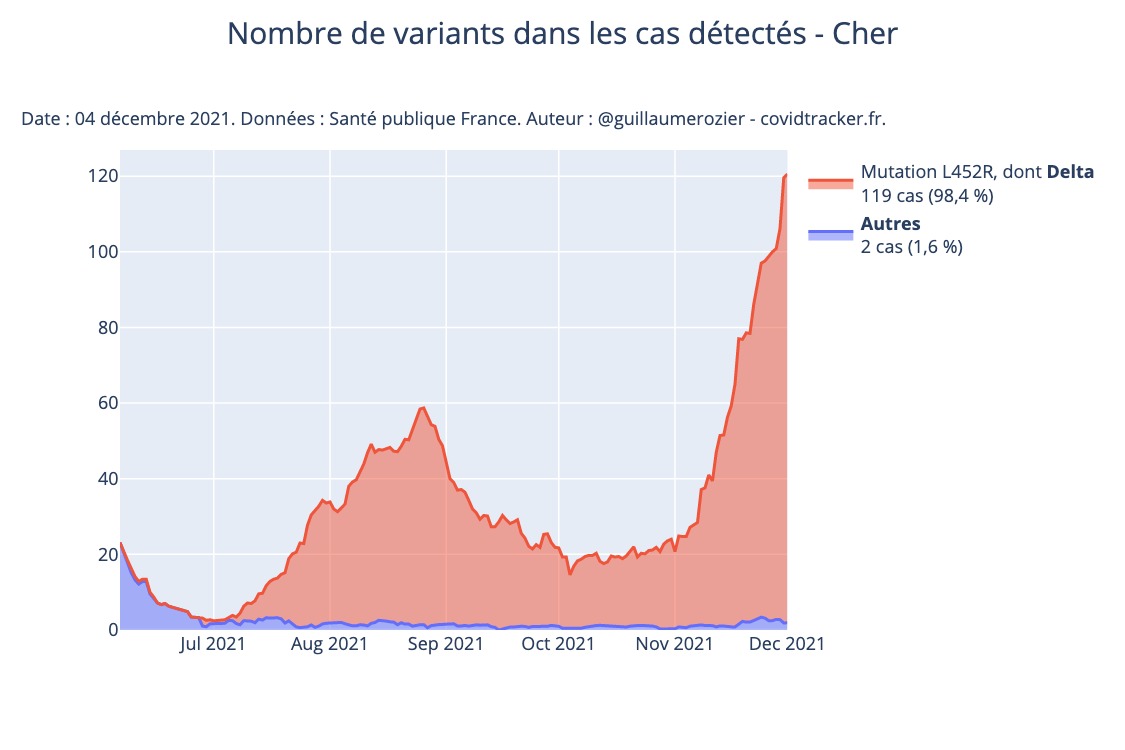 Nombre de variants dans les cas détectés - Cher
Date : 04 décembre 2021. Données : Santé publique France. Auteur : @guillaumerozier - covidtracker.fr.
120
100
80
60
40
20
0
Jul 2021 Aug 2021 Sep 2021 Oct 2021 Nov 2021 Dec 2021
Mutation L452R, dont Delta
119 cas (98,4 %)
Autres
2 cas (1,6 %)